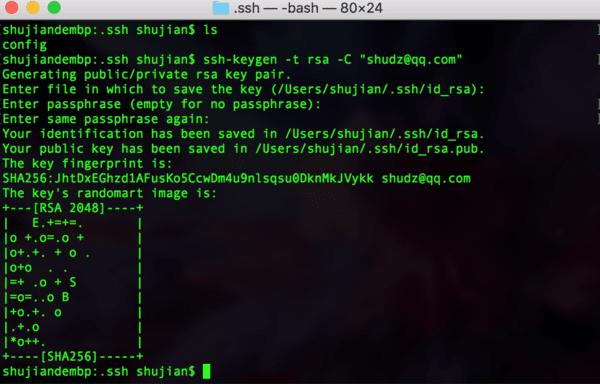 .ssh — -bash — 80×24
[shujiandembp:.ssh shujian$ ls
config
[shujiandembp:.ssh shujian$ ssh-keygen -t rsa -C "shudz@qq.com"
Generating public/private rsa key pair.
[Enter file in which to save the key (/Users/shujian/.ssh/id_rsa):
[Enter passphrase (empty for no passphrase):
[Enter same passphrase again:
Your identification has been saved in /Users/shujian/.ssh/id_rsa.
Your public key has been saved in /Users/shujian/.ssh/id_rsa.pub.
The key fingerprint is:
SHA256:JhtDxEGhzd1AFusKo5CcwDm4u9nlsqsu0DknMkJVykk shudz@qq.com
The key's randomart image is:
+---[RSA 2048]----+
|   E.+=+=.       |
|o +.o=.o +       |
|o+.+. + o .      |
|o+o  . .         |
|=+ .o + S        |
|=o=..o B         |
|+o.+. o          |
|.+.o             |
|*o++.            |
+----[SHA256]-----+
shujiandembp:.ssh shujian$